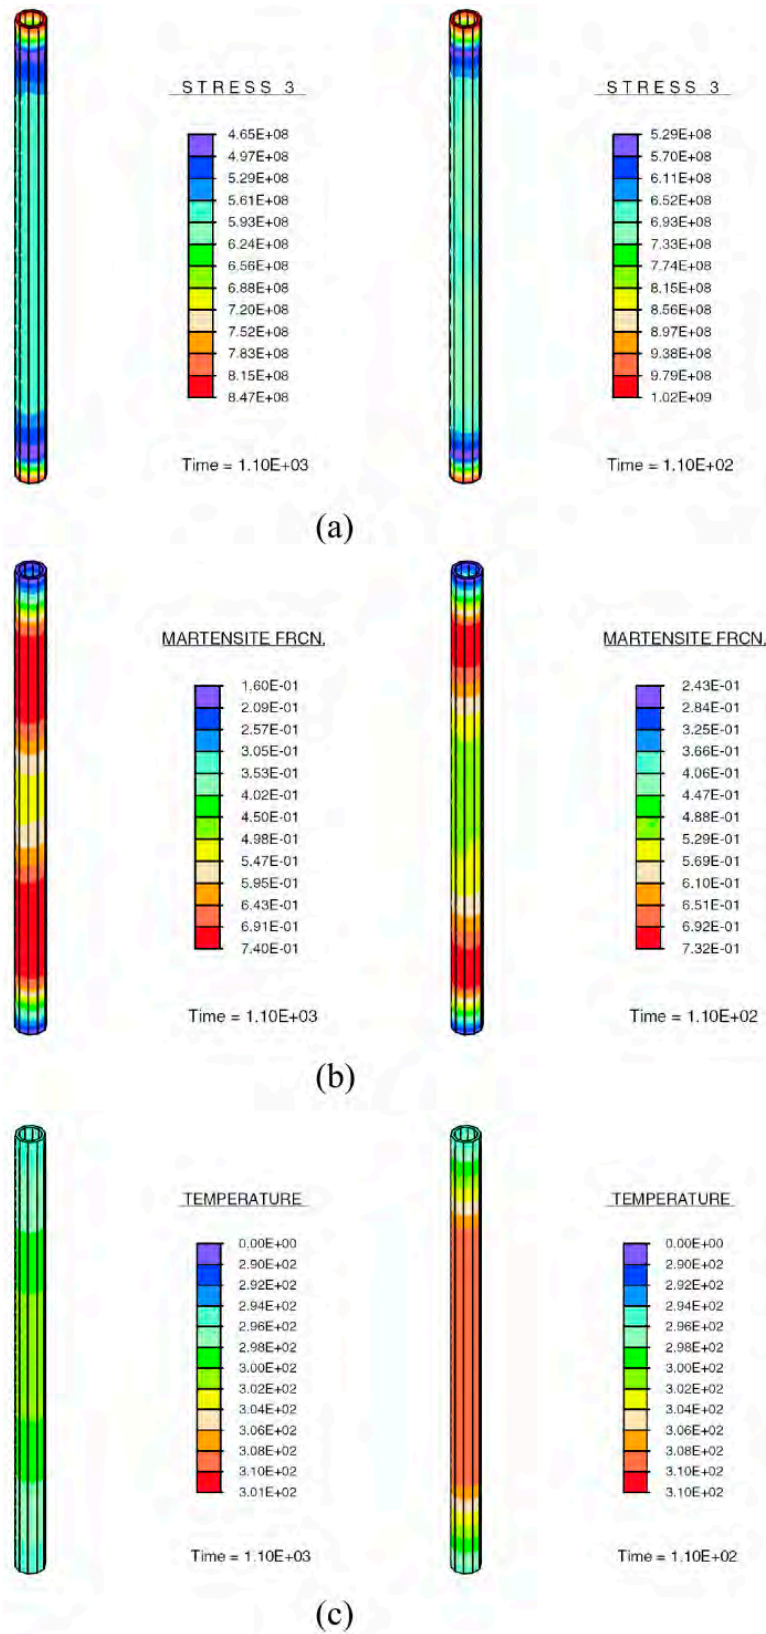 STRESS 3
4.65E+08
4.97E+08
5.29E+08
5.61E+08
5.93E+08
6.24E+08
6.56E+08
6.88E+08
7.20E+08
7.52E+08
7.83E+08
8.15E+08
8.47E+08
Time = 1.10E+03
STRESS 3
5.29E+08
5.70E+08
6.11E+08
6.52E+08
6.93E+08
7.33E+08
7.74E+08
8.15E+08
8.56E+08
8.97E+08
9.38E+08
9.79E+08
1.02E+09
Time = 1.10E+02
(a)
MARTENSITE FRCN.
1.60E-01
2.09E-01
2.57E-01
3.05E-01
3.53E-01
4.02E-01
4.50E-01
4.98E-01
5.47E-01
5.95E-01
6.43E-01
6.91E-01
7.40E-01
Time = 1.10E+03
MARTENSITE FRCN.
2.43E-01
2.84E-01
3.25E-01
3.66E-01
4.06E-01
4.47E-01
4.88E-01
5.29E-01
5.69E-01
6.10E-01
6.51E-01
6.92E-01
7.32E-01
Time = 1.10E+02
(b)
TEMPERATURE
0.00E+00
2.90E+02
2.92E+02
2.94E+02
2.96E+02
2.98E+02
3.00E+02
3.02E+02
3.04E+02
3.06E+02
3.08E+02
3.10E+02
3.01E+02
Time = 1.10E+03
TEMPERATURE
0.00E+00
2.90E+02
2.92E+02
2.94E+02
2.96E+02
2.98E+02
3.00E+02
3.02E+02
3.04E+02
3.06E+02
3.08E+02
3.10E+02
3.10E+02
Time = 1.10E+02
(c)